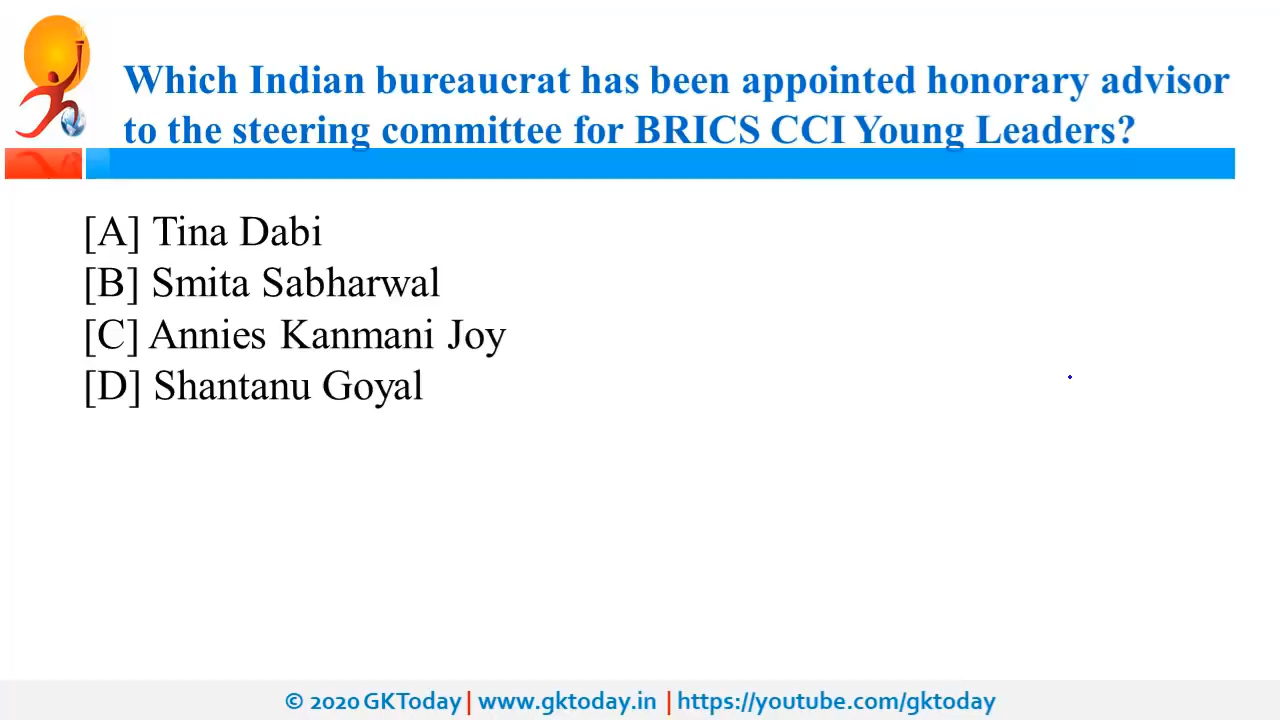 Which Indian bureaucrat has been appointed honorary advisor
to the steering committee for BRICS CCI Young Leaders?
[A] Tina Dabi
[B] Smita Sabharwal
[C] Annies Kanmani Joy
[D] Shantanu Goyal
© 2020 GKToday | www.gktoday.in | https://youtube.com/gktoday